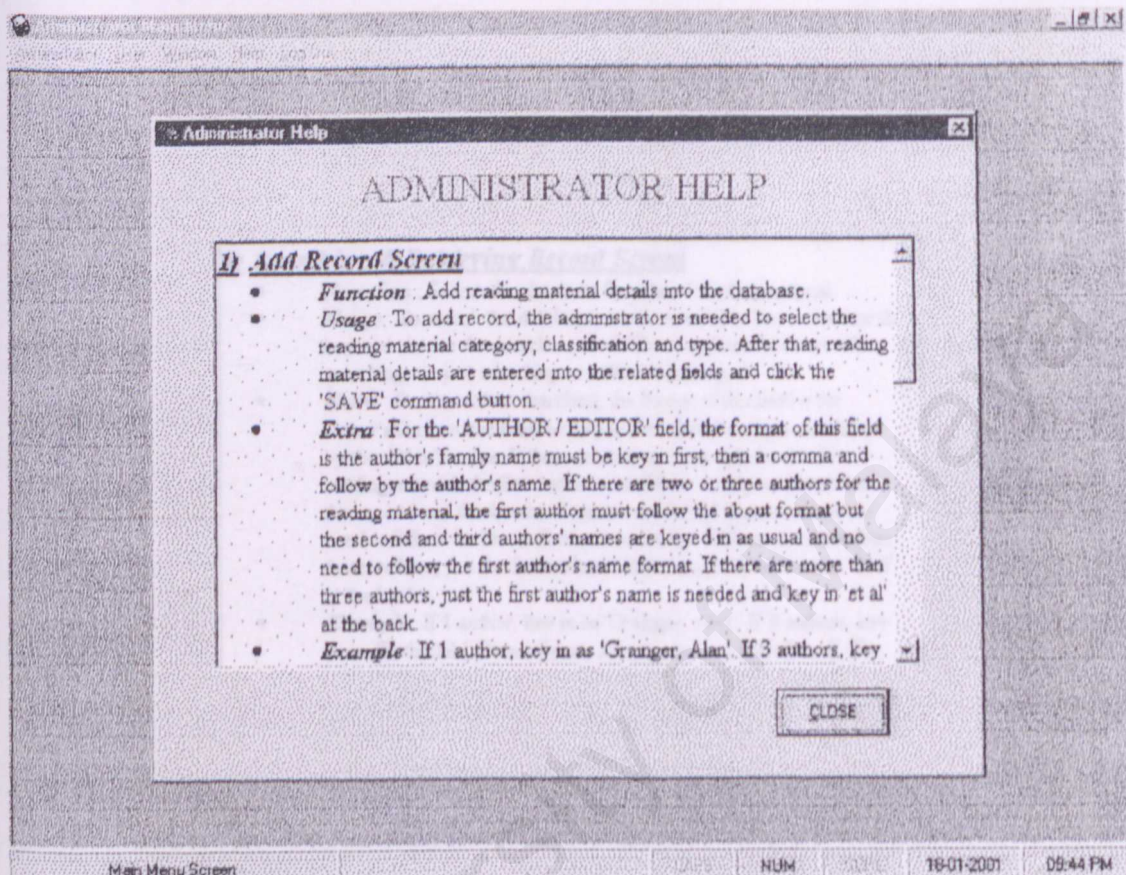 Administrator Help
ADMINISTRATOR HELP
1) Add Record Screen
• Function : Add reading material details into the database.
• Usage : To add record, the administrator is needed to select the
reading material category, classification and type. After that, reading
material details are entered into the related fields and click the
'SAVE' command button.
• Extra : For the 'AUTHOR / EDITOR' field, the format of this field
is the author's family name must be key in first, then a comma and
follow by the author's name. If there are two or three authors for the
reading material, the first author must follow the about format but
the second and third authors' names are keyed in as usual and no
need to follow the first author's name format. If there are more than
three authors, just the first author's name is needed and key in 'et al'
at the back.
• Example : If 1 author, key in as 'Grainger, Alan'. If 3 authors, key
CLOSE
Main Menu Screen NUM 18-01-2001 09:44 PM
of Malaya